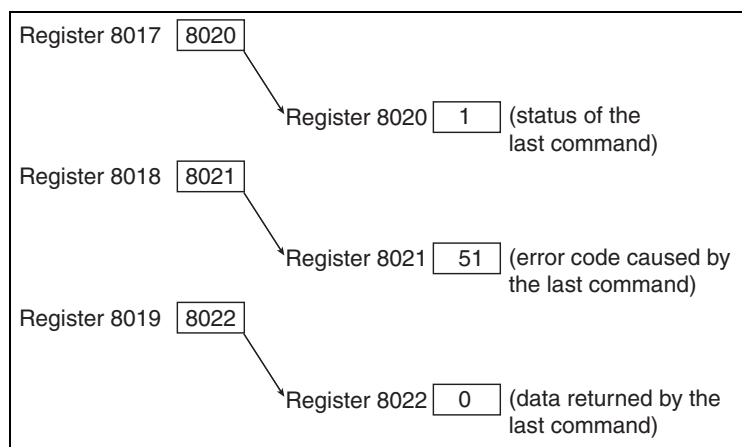 Register 8017 8020
Register 8020 1 (status of the
last command)
Register 8018 8021
Register 8021 51 (error code caused by
the last command)
Register 8019 8022
Register 8022 0 (data returned by the
last command)